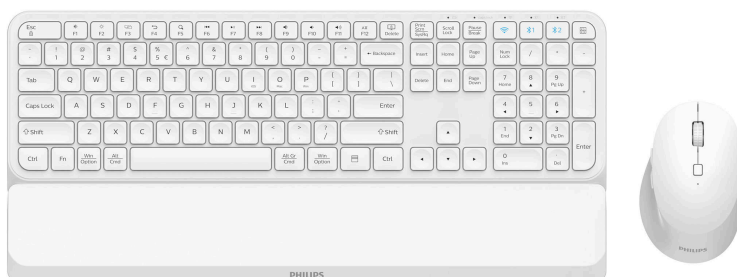 Esc F1 F2 F3 F4 F5 F6 F7 F8 F9 F10 F11 F12 Delete Print Scrn SysRq Scroll Lock Pause Break 1 2
! 1 @ 2 # 3 $ 4 % 5 € ^ 6 & 7 * 8 ( 9 ) 0 ← Backspace Insert Home Page Up Num Lock / * -
Tab Q W E R T Y U I O P { [ } ] | \ Delete End Page Down 7 Home 8 ▲ 9 Pg Up +
Caps Lock A S D F G H J K L Enter 4 ◄ 5 6 ►
⇧ Shift Z X C V B N M < > ? / ⇧ Shift ▲ 1 End 2 ▼ 3 Pg Dn Enter
Ctrl Fn Win Option Alt Cmd Alt Gr Cmd Win Option Ctrl ◄ ▼ ► 0 Ins Del
PHILIPS
PHILIPS